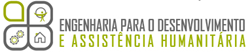 ENGENHARIA PARA O DESENVOLVIMENTO
E ASSISTÊNCIA HUMANITÁRIA